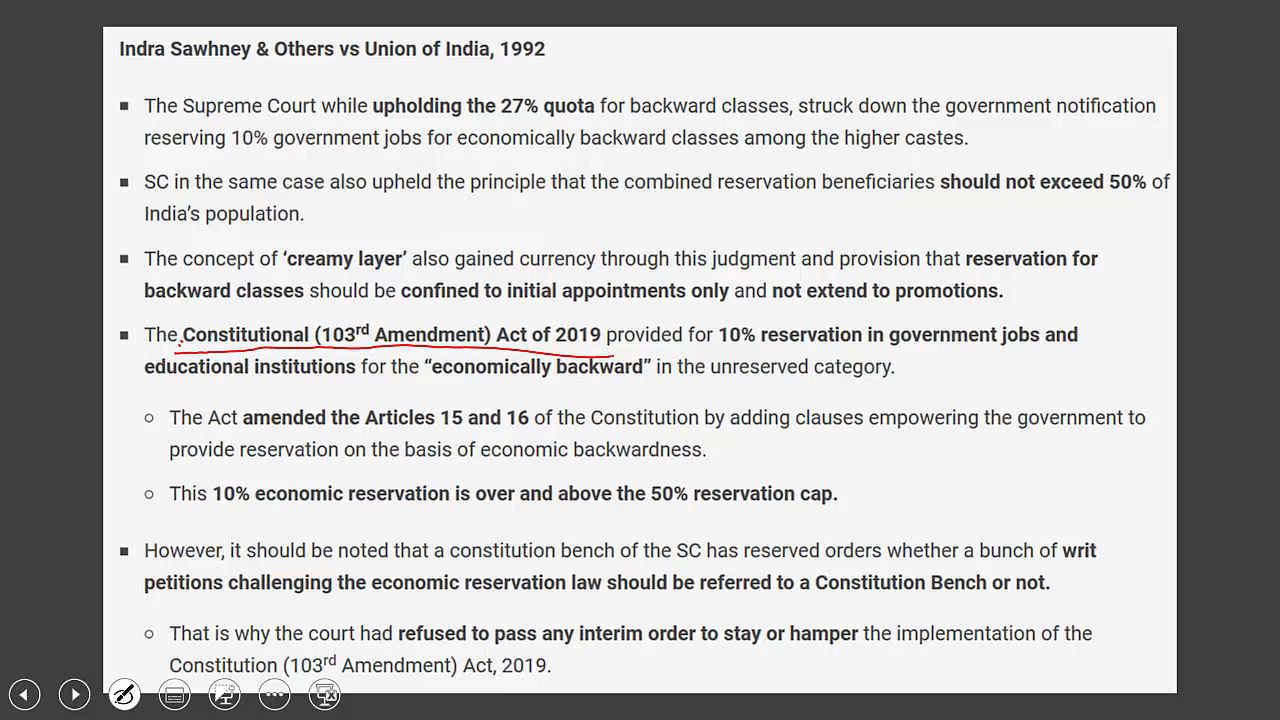 Indra Sawhney & Others vs Union of India, 1992
▪ The Supreme Court while upholding the 27% quota for backward classes, struck down the government notification
reserving 10% government jobs for economically backward classes among the higher castes.
▪ SC in the same case also upheld the principle that the combined reservation beneficiaries should not exceed 50% of
India’s population.
▪ The concept of ‘creamy layer’ also gained currency through this judgment and provision that reservation for
backward classes should be confined to initial appointments only and not extend to promotions.
▪ The Constitutional (103rd Amendment) Act of 2019 provided for 10% reservation in government jobs and
educational institutions for the “economically backward” in the unreserved category.
○ The Act amended the Articles 15 and 16 of the Constitution by adding clauses empowering the government to
provide reservation on the basis of economic backwardness.
○ This 10% economic reservation is over and above the 50% reservation cap.
▪ However, it should be noted that a constitution bench of the SC has reserved orders whether a bunch of writ
petitions challenging the economic reservation law should be referred to a Constitution Bench or not.
○ That is why the court had refused to pass any interim order to stay or hamper the implementation of the
Constitution (103rd Amendment) Act, 2019.